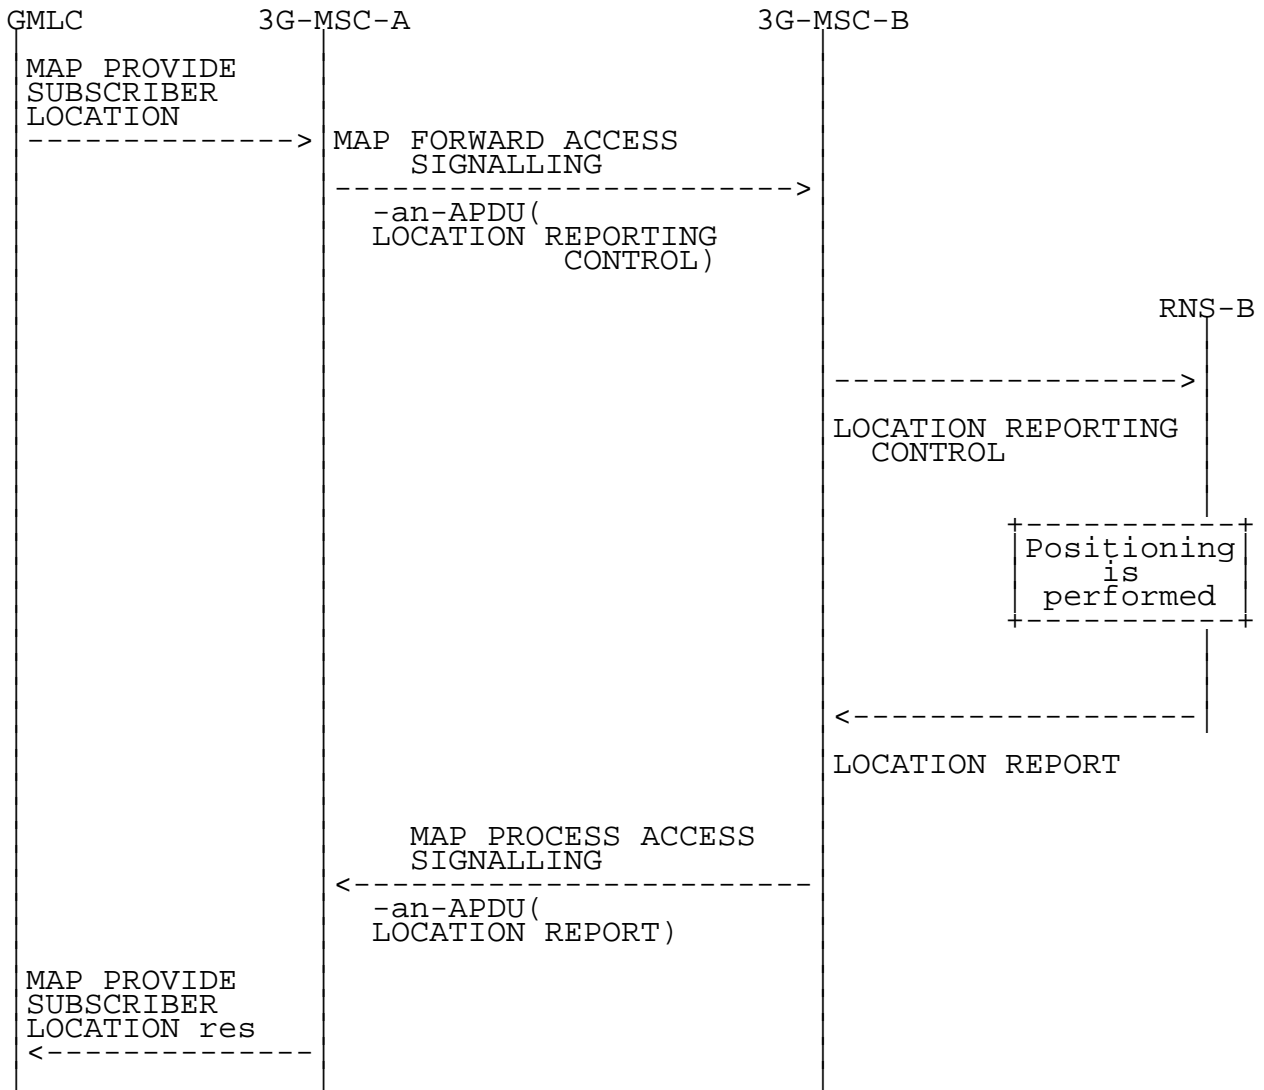 GMLC 3G-MSC-A 3G-MSC-B
MAP PROVIDE
SUBSCRIBER
LOCATION
MAP FORWARD ACCESS
SIGNALLING
-an-APDU(
LOCATION REPORTING
CONTROL)
RNS-B
LOCATION REPORTING
CONTROL
Positioning
is
performed
LOCATION REPORT
MAP PROCESS ACCESS
SIGNALLING
-an-APDU(
LOCATION REPORT)
MAP PROVIDE
SUBSCRIBER
LOCATION res